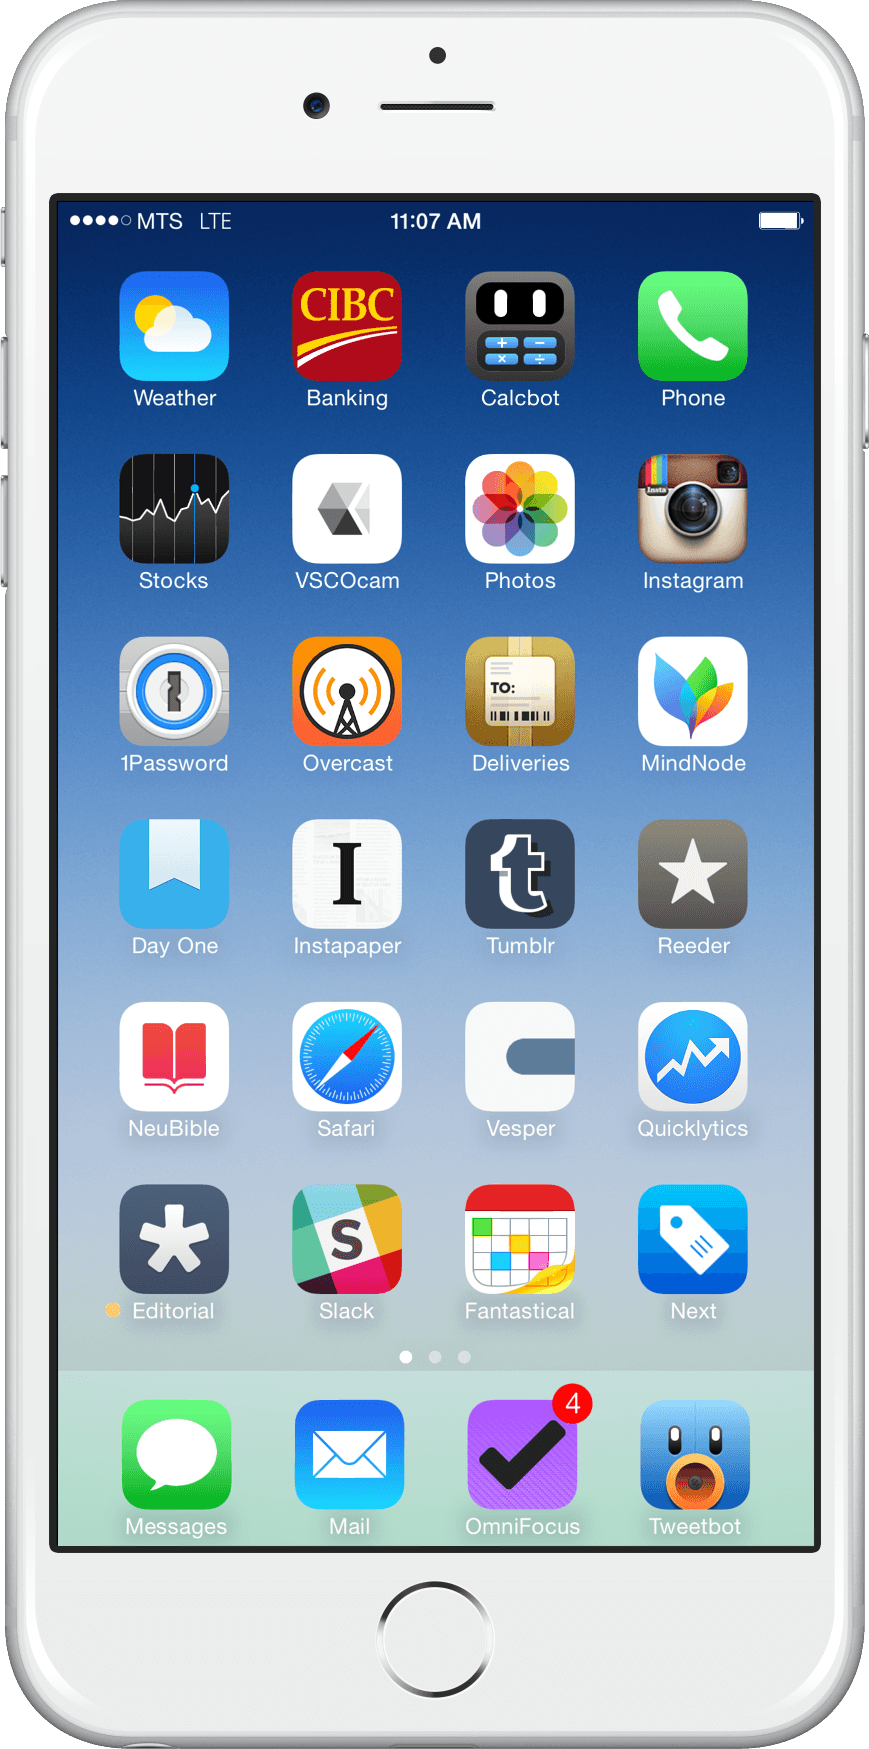 MTS LTE 11:07 AM
CIBC
Weather Banking Calcbot Phone
Insta
Stocks VSCOcam Photos Instagram
TO:
1Password Overcast Deliveries MindNode
I t
Day One Instapaper Tumblr Reeder
NeuBible Safari Vesper Quicklytics
S
Editorial Slack Fantastical Next
4
Messages Mail OmniFocus Tweetbot